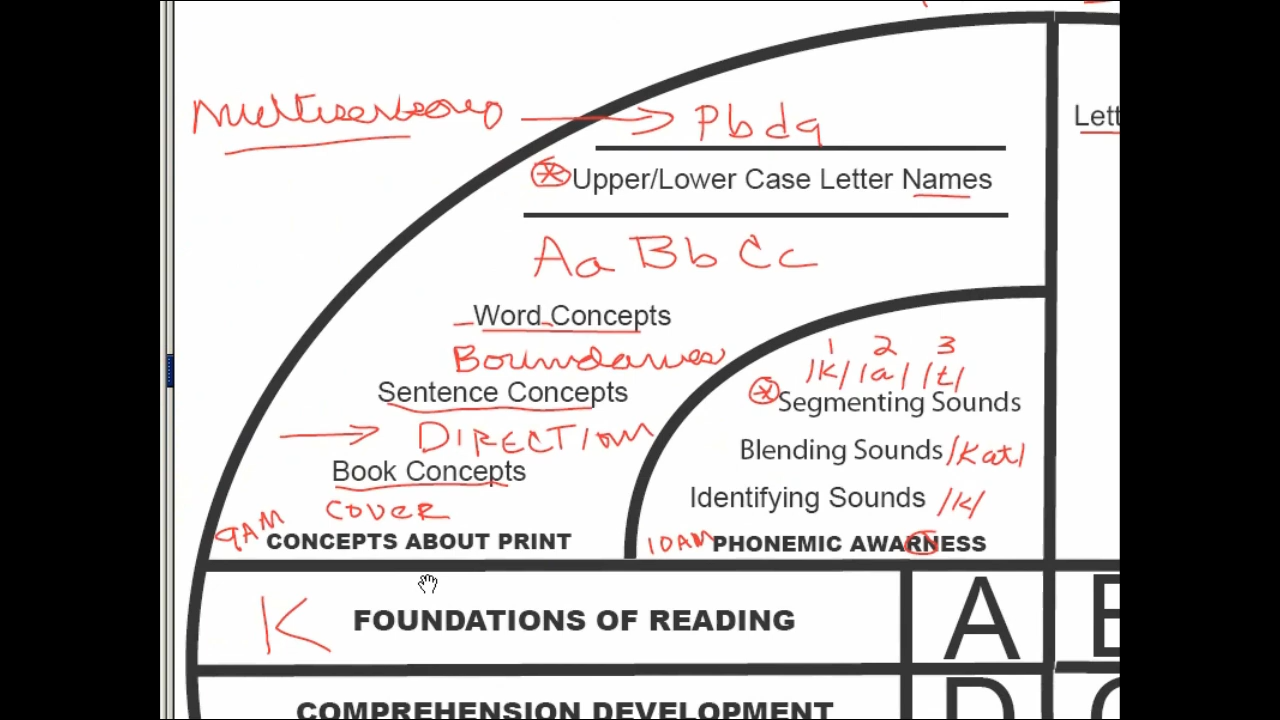 Multisensory → Pbdq
Lett
* Upper/Lower Case Letter Names
Aa Bb Cc
Word Concepts
Boundaries
1 2 3
/K/ /a/ /t/
Sentence Concepts
* Segmenting Sounds
→ DIRECTION
Blending Sounds /Kat/
Book Concepts
Identifying Sounds /K/
COVER
9AM CONCEPTS ABOUT PRINT
10AM PHONEMIC AWARNESS
K FOUNDATIONS OF READING A
COMPREHENSION DEVELOPMENT